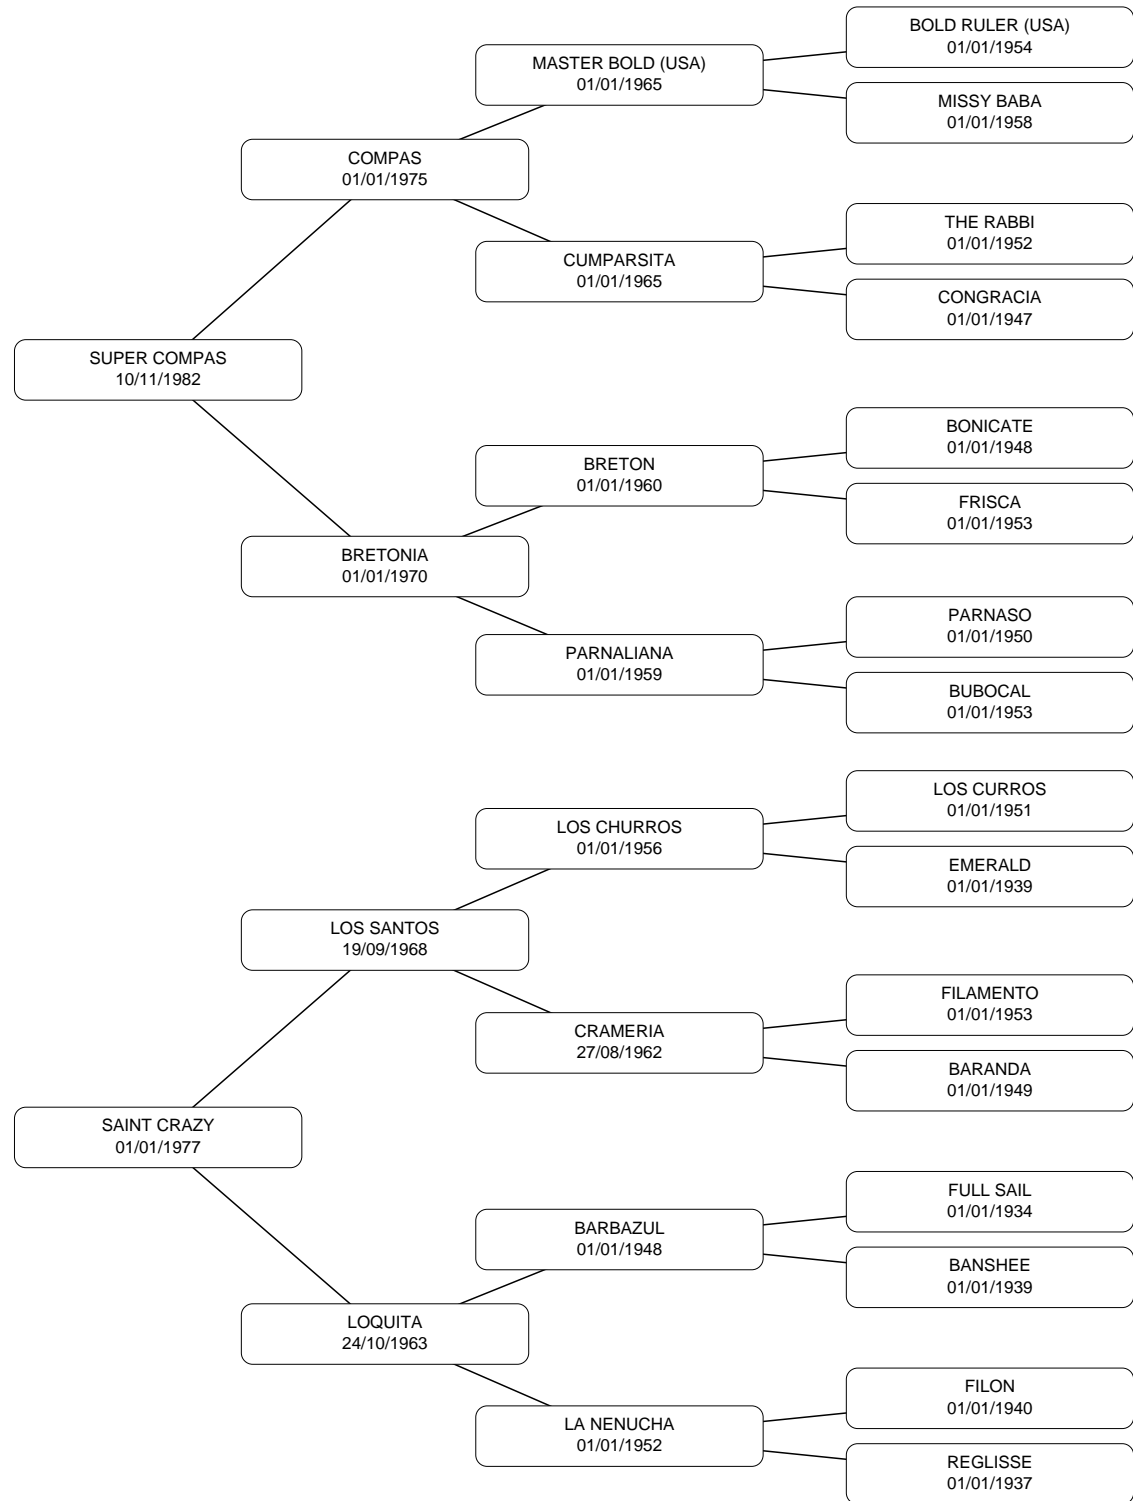 BOLD RULER (USA)
01/01/1954
MASTER BOLD (USA)
01/01/1965
MISSY BABA
01/01/1958
COMPAS
01/01/1975
THE RABBI
01/01/1952
CUMPARSITA
01/01/1965
CONGRACIA
01/01/1947
SUPER COMPAS
10/11/1982
BONICATE
01/01/1948
BRETON
01/01/1960
FRISCA
01/01/1953
BRETONIA
01/01/1970
PARNASO
01/01/1950
PARNALIANA
01/01/1959
BUBOCAL
01/01/1953
LOS CURROS
01/01/1951
LOS CHURROS
01/01/1956
EMERALD
01/01/1939
LOS SANTOS
19/09/1968
FILAMENTO
01/01/1953
CRAMERIA
27/08/1962
BARANDA
01/01/1949
SAINT CRAZY
01/01/1977
FULL SAIL
01/01/1934
BARBAZUL
01/01/1948
BANSHEE
01/01/1939
LOQUITA
24/10/1963
FILON
01/01/1940
LA NENUCHA
01/01/1952
REGLISSE
01/01/1937